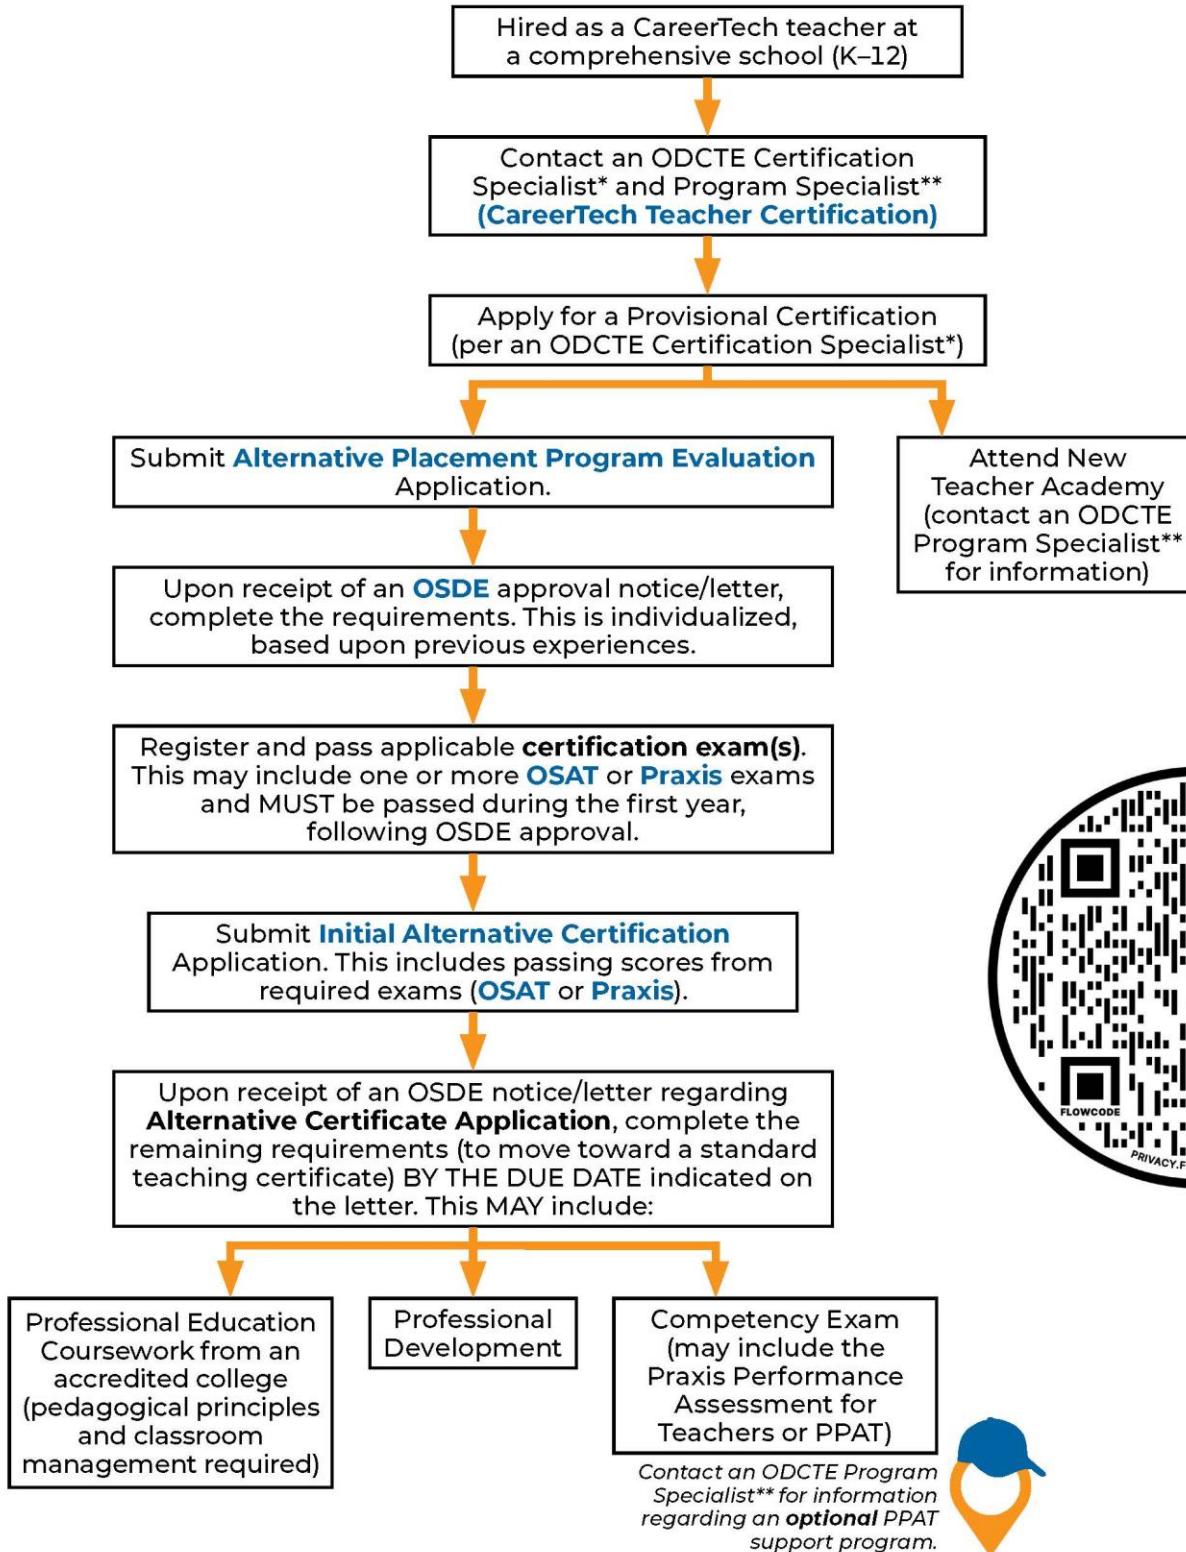 Hired as a CareerTech teacher at
a comprehensive school (K–12)
Contact an ODCTE Certification
Specialist* and Program Specialist**
(CareerTech Teacher Certification)
Apply for a Provisional Certification
(per an ODCTE Certification Specialist*)
Submit Alternative Placement Program Evaluation
Application.
Attend New
Teacher Academy
(contact an ODCTE
Program Specialist**
for information)
Upon receipt of an OSDE approval notice/letter,
complete the requirements. This is individualized,
based upon previous experiences.
Register and pass applicable certification exam(s).
This may include one or more OSAT or Praxis exams
and MUST be passed during the first year,
following OSDE approval.
Submit Initial Alternative Certification
Application. This includes passing scores from
required exams (OSAT or Praxis).
Upon receipt of an OSDE notice/letter regarding
Alternative Certificate Application, complete the
remaining requirements (to move toward a standard
teaching certificate) BY THE DUE DATE indicated on
the letter. This MAY include:
FLOWCODE
PRIVACY.F
Professional Education
Coursework from an
accredited college
(pedagogical principles
and classroom
management required)
Professional
Development
Competency Exam
(may include the
Praxis Performance
Assessment for
Teachers or PPAT)
Contact an ODCTE Program
Specialist** for information
regarding an optional PPAT
support program.